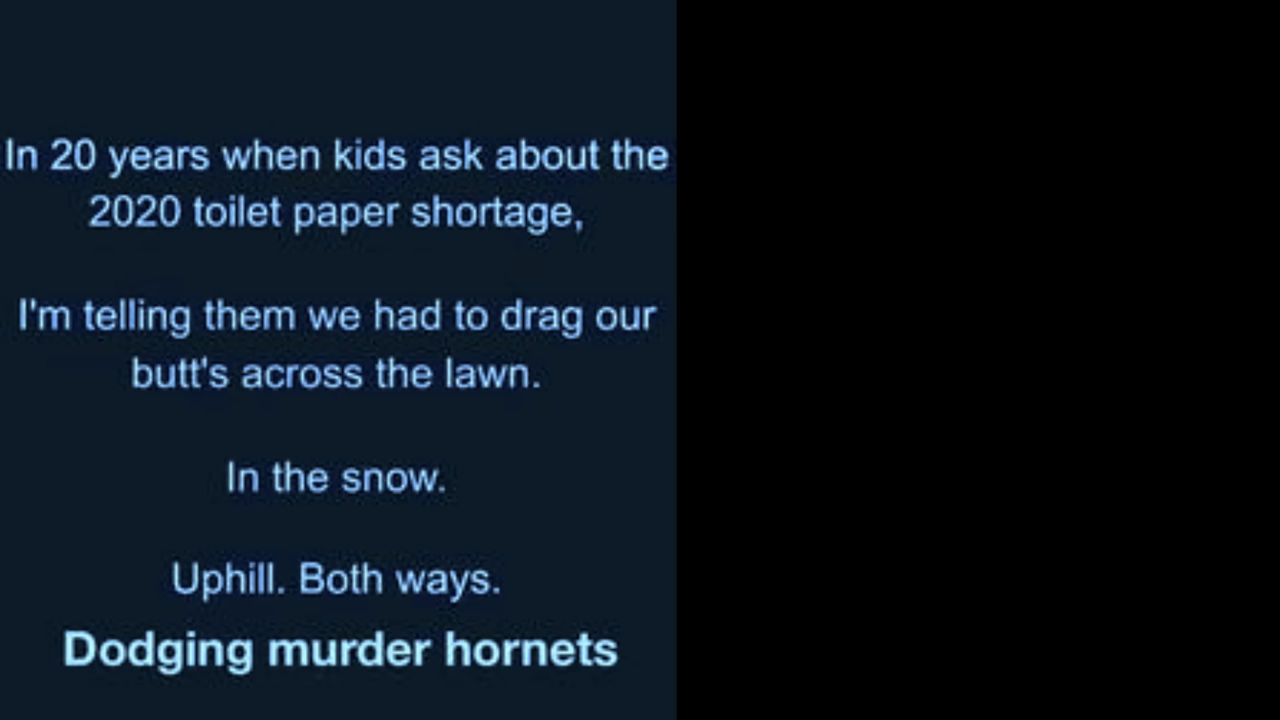 In 20 years when kids ask about the
2020 toilet paper shortage,
I'm telling them we had to drag our
butt's across the lawn.
In the snow.
Uphill. Both ways.
Dodging murder hornets